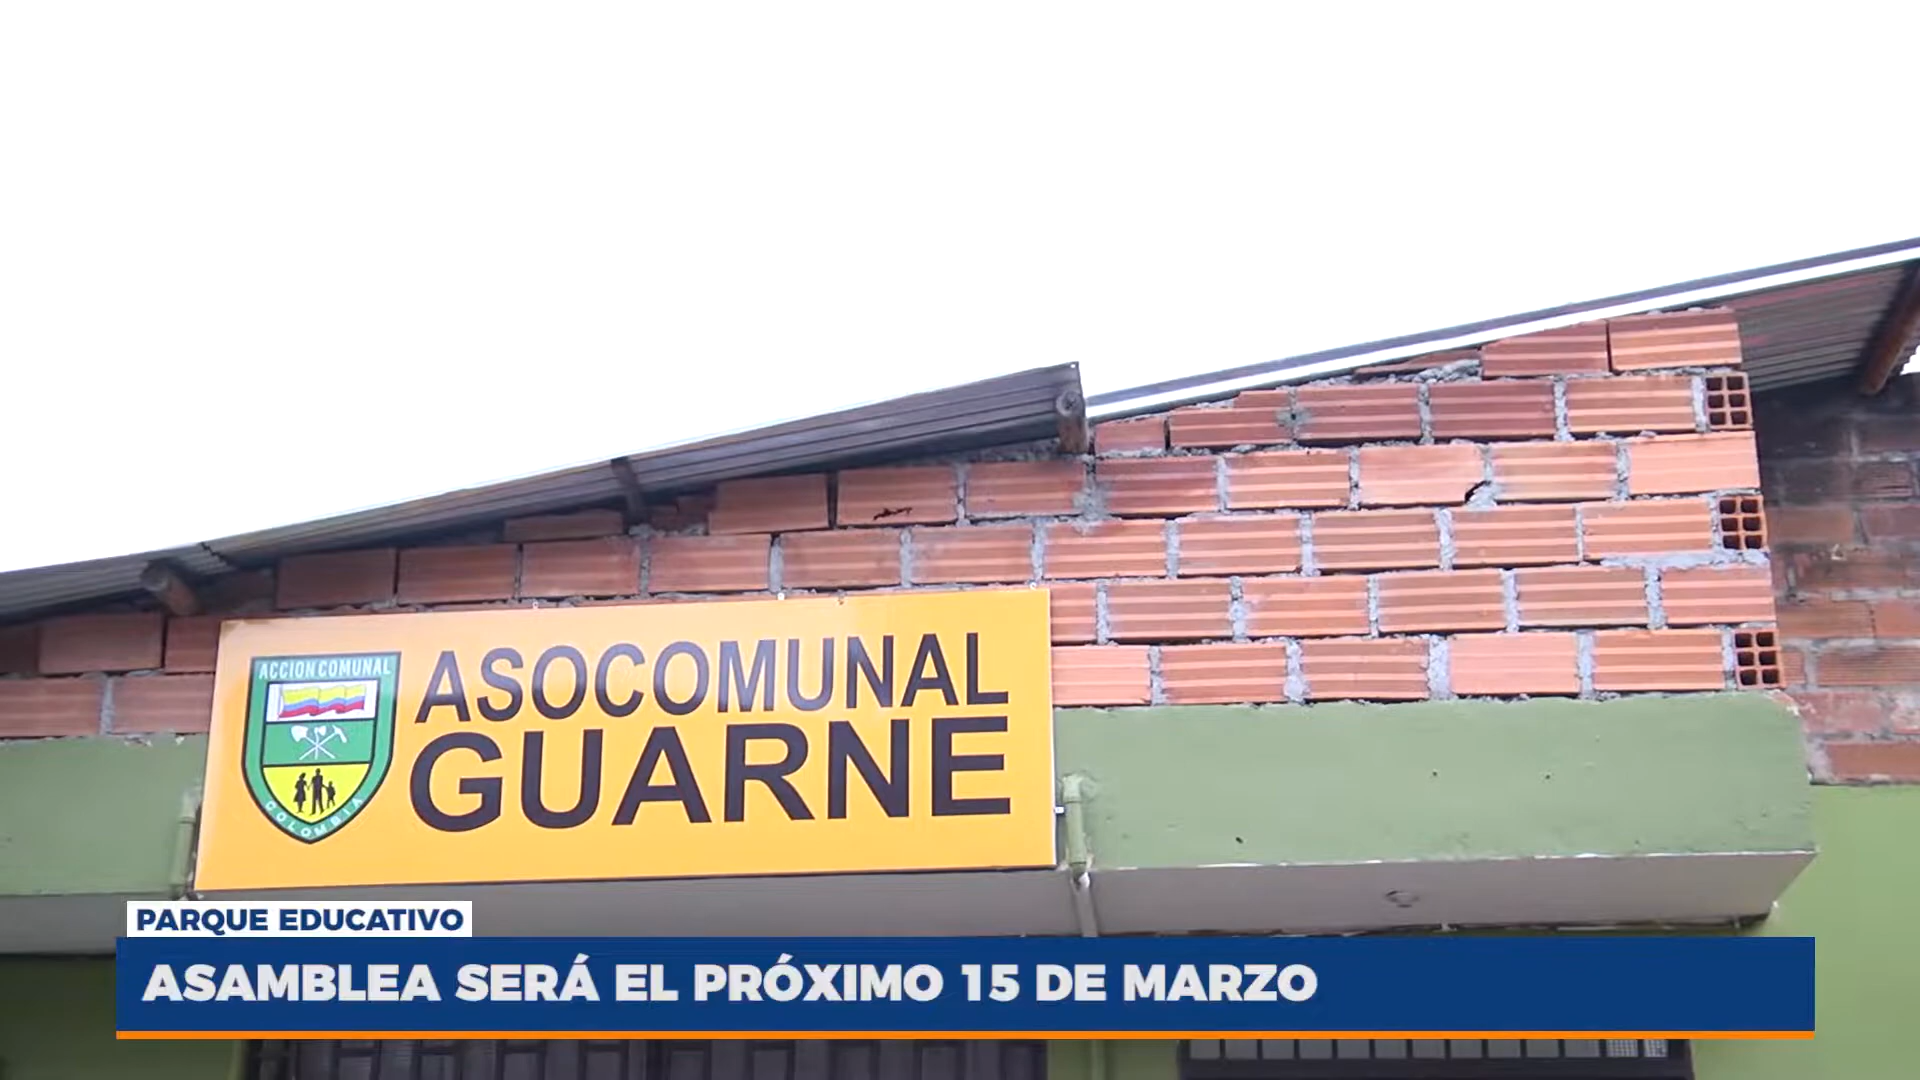 ACCION COMUNAL
COLOMBIA
ASOCOMUNAL
GUARNE
PARQUE EDUCATIVO
ASAMBLEA SERÁ EL PRÓXIMO 15 DE MARZO